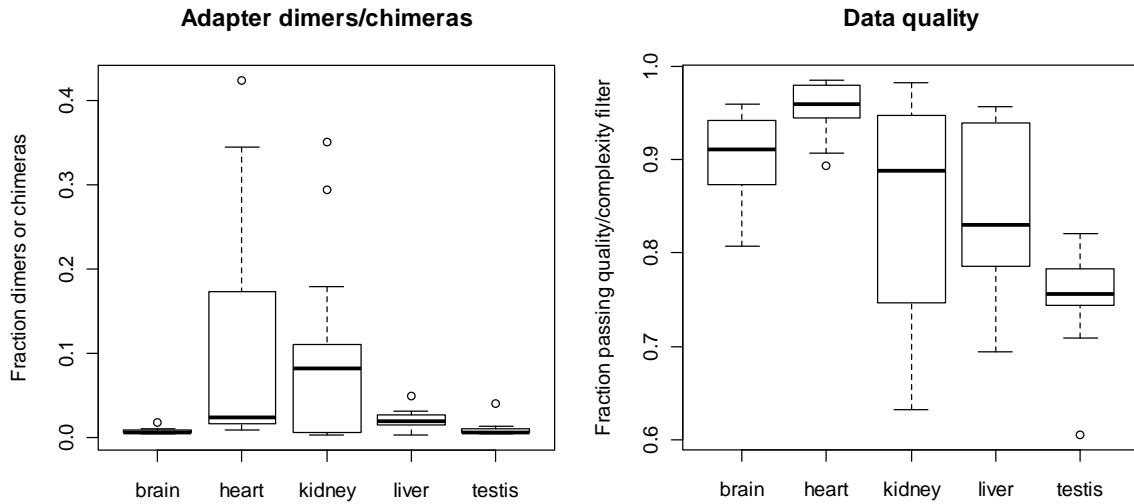 Adapter dimers/chimeras
Fraction dimers or chimeras
0.4
0.3
0.2
0.1
0.0
brain heart kidney liver testis
Data quality
Fraction passing quality/complexity filter
1.0
0.9
0.8
0.7
0.6
brain heart kidney liver testis